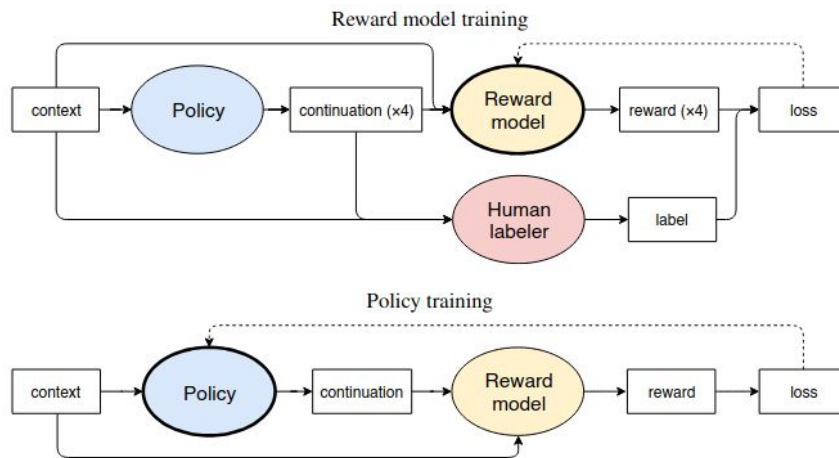 Reward model training
context
Policy
continuation (×4)
Reward
model
reward (×4)
loss
Human
labeler
label
Policy training
context
Policy
continuation
Reward
model
reward
loss